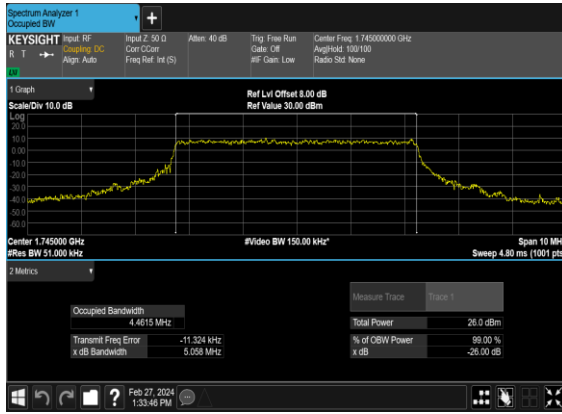 Spectrum Analyzer 1
Occupied BW
+
KEYSIGHT
R T
LXI
Input: RF
Coupling: DC
Align: Auto
Input Z: 50 Ω
Corr CCorr
Freq Ref: Int (S)
Atten: 40 dB
Trig: Free Run
Gate: Off
#IF Gain: Low
Center Freq: 1.745000000 GHz
Avg|Hold: 100/100
Radio Std: None
1 Graph
Scale/Div 10.0 dB
Ref Lvl Offset 8.00 dB
Ref Value 30.00 dBm
Log
20.0
10.0
0.0
-10.0
-20.0
-30.0
-40.0
-50.0
-60.0
Center 1.745000 GHz
#Res BW 51.000 kHz
#Video BW 150.00 kHz*
Span 10 MH
Sweep 4.80 ms (1001 pts
2 Metrics
Occupied Bandwidth
4.4615 MHz
Transmit Freq Error -11.324 kHz
x dB Bandwidth 5.058 MHz
Measure Trace Trace 1
Total Power 26.0 dBm
% of OBW Power 99.00 %
x dB -26.00 dB
?
Feb 27, 2024
1:33:46 PM